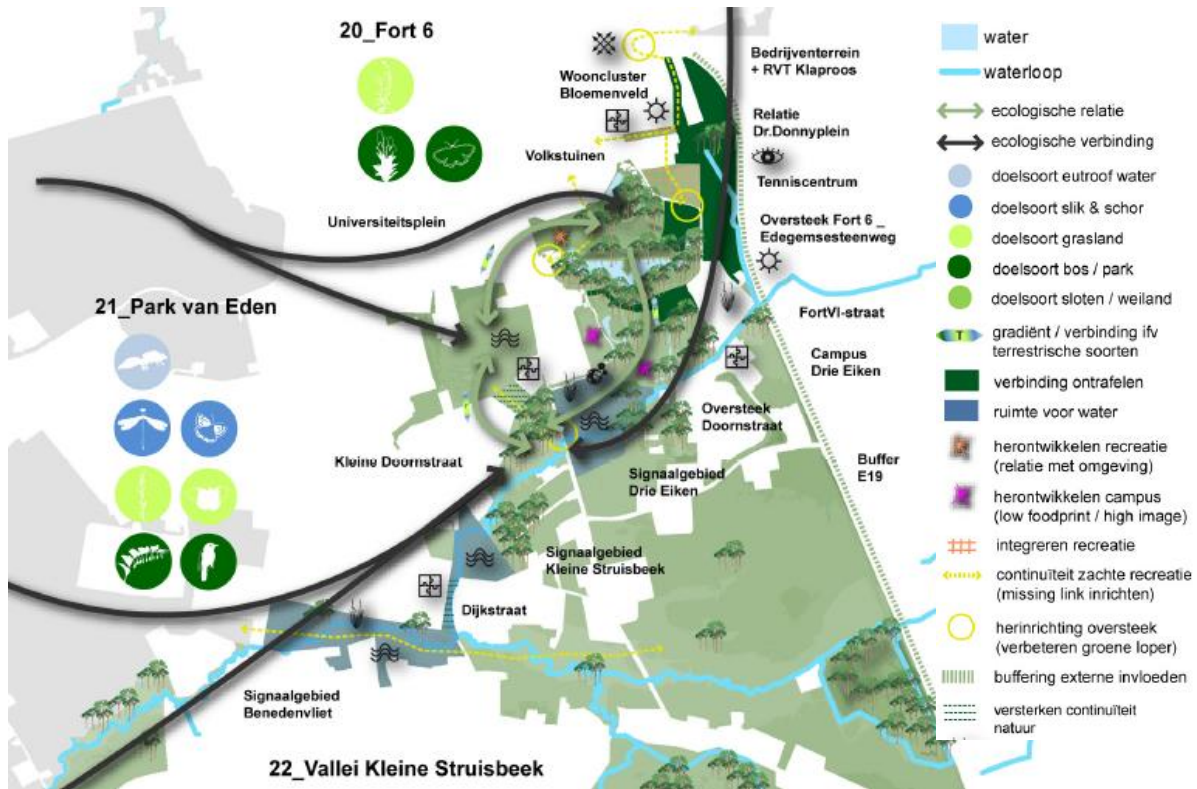 20_Fort 6
Wooncluster
Bloemenveld
Volkstuinen
Universiteitsplein
Bedrijventerrein
+ RVT Klaproos
Relatie
Dr.Donnyplein
Tenniscentrum
Oversteek Fort 6 _
Edegemsesteenweg
FortVI-straat
Campus
Drie Eiken
Oversteek
Doornstraat
Buffer
E19
21_Park van Eden
Kleine Doornstraat
Signaalgebied
Drie Eiken
Signaalgebied
Kleine Struisbeek
Dijkstraat
Signaalgebied
Benedenvliet
22_Vallei Kleine Struisbeek
water
waterloop
ecologische relatie
ecologische verbinding
doelsoort eutroof water
doelsoort slik & schor
doelsoort grasland
doelsoort bos / park
doelsoort sloten / weiland
T
gradiënt / verbinding ifv
terrestrische soorten
verbinding ontrafelen
ruimte voor water
herontwikkelen recreatie
(relatie met omgeving)
herontwikkelen campus
(low foodprint / high image)
integreren recreatie
continuïteit zachte recreatie
(missing link inrichten)
herinrichting oversteek
(verbeteren groene loper)
buffering externe invloeden
versterken continuïteit
natuur